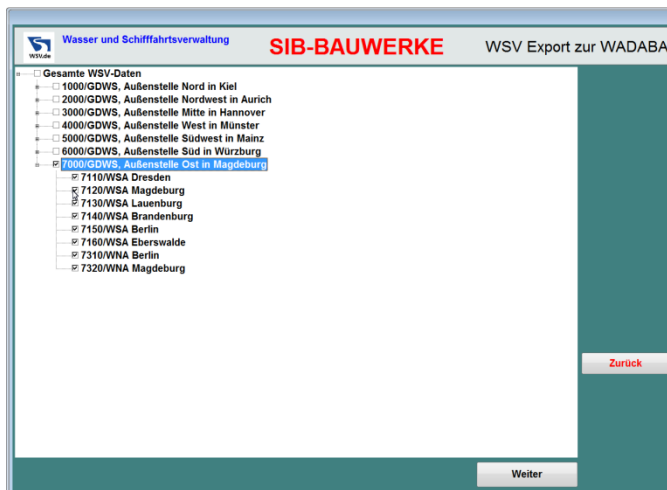 WSV.de
Wasser und Schifffahrtsverwaltung
SIB-BAUWERKE
WSV Export zur WADABA
Gesamte WSV-Daten
1000/GDWS, Außenstelle Nord in Kiel
2000/GDWS, Außenstelle Nordwest in Aurich
3000/GDWS, Außenstelle Mitte in Hannover
4000/GDWS, Außenstelle West in Münster
5000/GDWS, Außenstelle Südwest in Mainz
6000/GDWS, Außenstelle Süd in Würzburg
7000/GDWS, Außenstelle Ost in Magdeburg
7110/WSA Dresden
7120/WSA Magdeburg
7130/WSA Lauenburg
7140/WSA Brandenburg
7150/WSA Berlin
7160/WSA Eberswalde
7310/WNA Berlin
7320/WNA Magdeburg
Zurück
Weiter